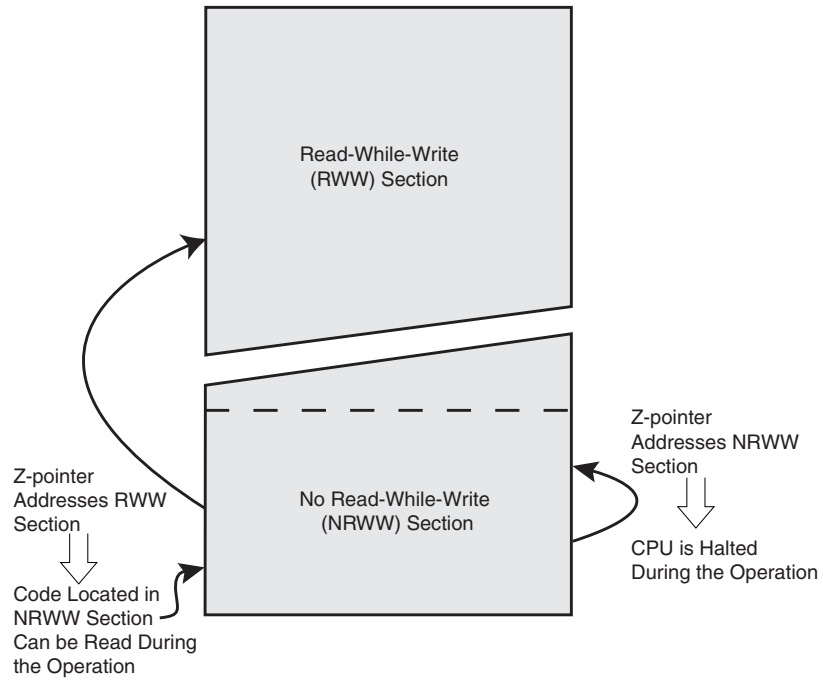 Read-While-Write
(RWW) Section
Z-pointer
Addresses NRWW
Section
CPU is Halted
During the Operation
Z-pointer
Addresses RWW
Section
Code Located in
NRWW Section
Can be Read During
the Operation
No Read-While-Write
(NRWW) Section